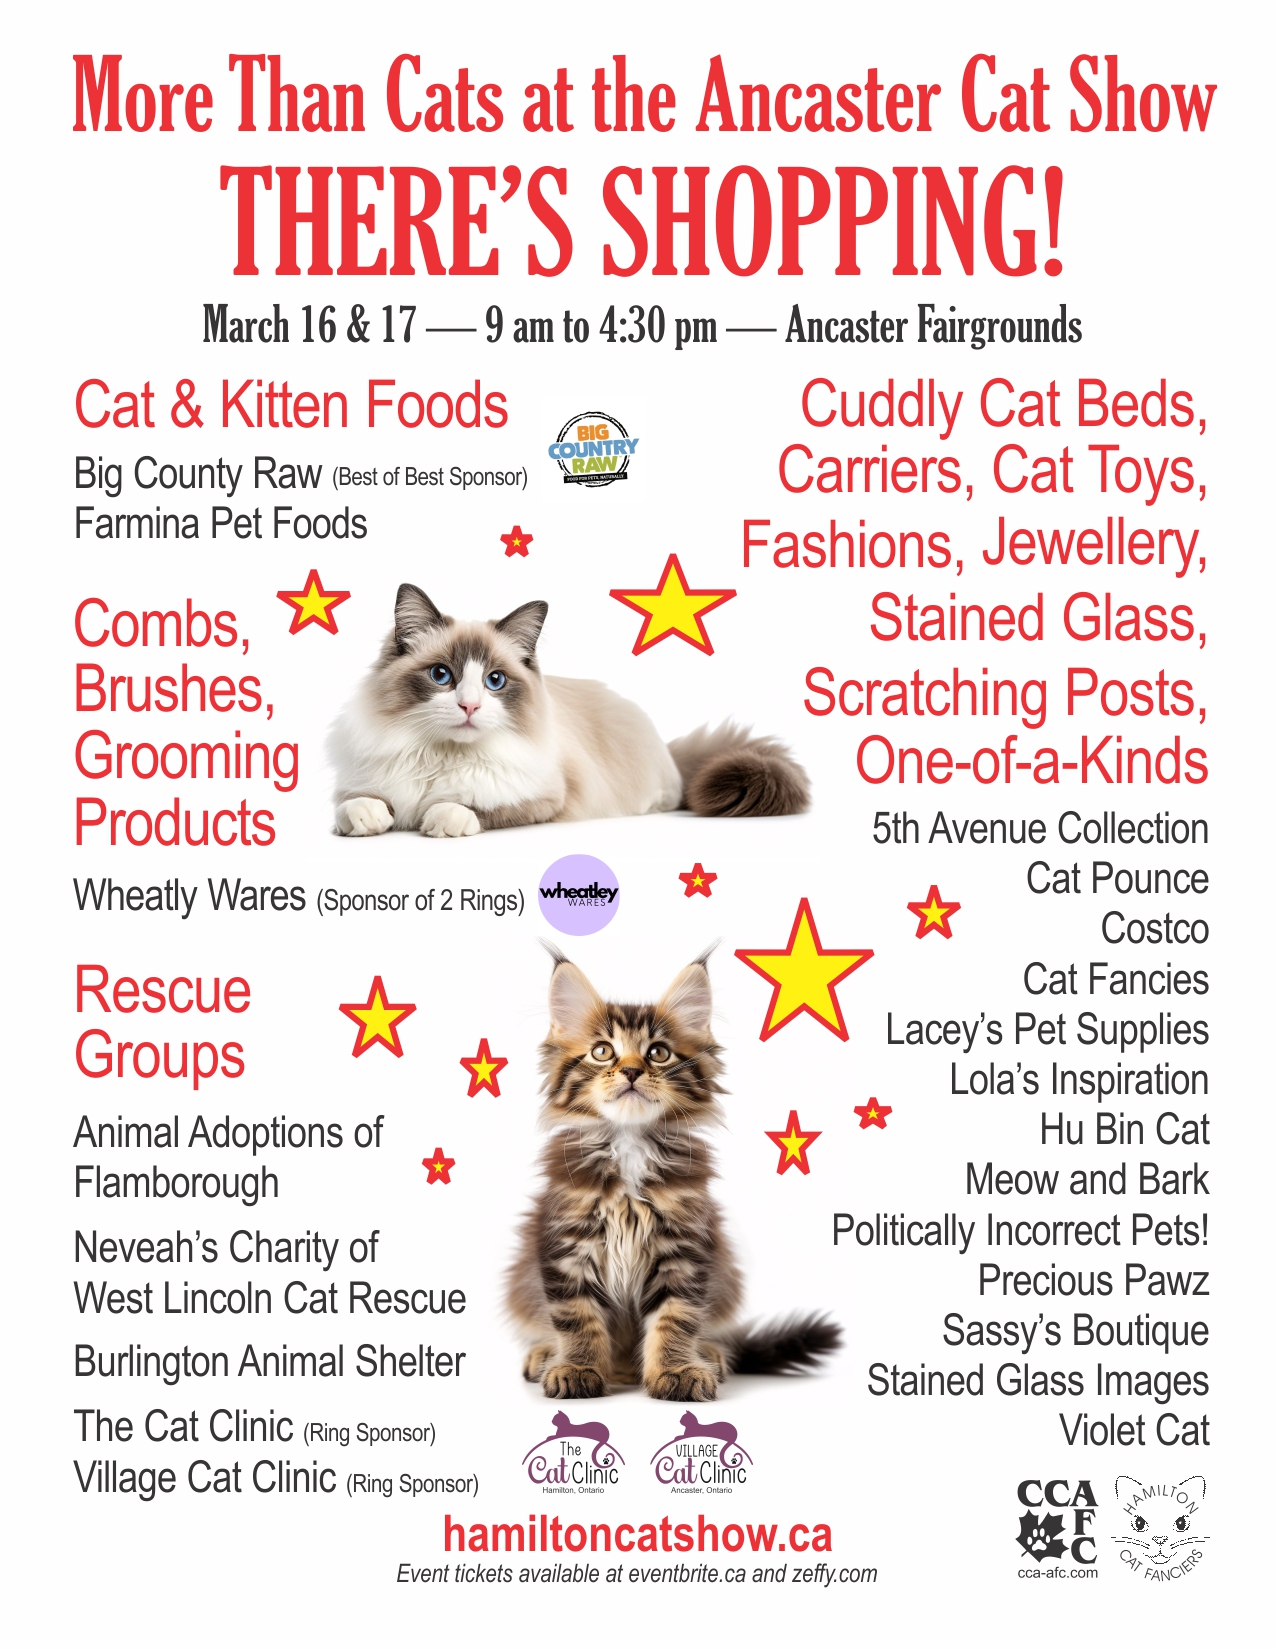 More Than Cats at the Ancaster Cat Show
THERE'S SHOPPING!
March 16 & 17 — 9 am to 4:30 pm — Ancaster Fairgrounds
Cat & Kitten Foods
Big County Raw (Best of Best Sponsor)
Farmina Pet Foods
BIG
COUNTRY
RAW
FOOD FOR PETS, NATURALLY
Combs,
Brushes,
Grooming
Products
Wheatly Wares (Sponsor of 2 Rings)
wheatley
WARES
Rescue
Groups
Animal Adoptions of
Flamborough
Neveah's Charity of
West Lincoln Cat Rescue
Burlington Animal Shelter
The Cat Clinic (Ring Sponsor)
Village Cat Clinic (Ring Sponsor)
The
Cat Clinic
Hamilton, Ontario
VILLAGE
Cat Clinic
Ancaster, Ontario
Cuddly Cat Beds,
Carriers, Cat Toys,
Fashions, Jewellery,
Stained Glass,
Scratching Posts,
One-of-a-Kinds
5th Avenue Collection
Cat Pounce
Costco
Cat Fancies
Lacey's Pet Supplies
Lola's Inspiration
Hu Bin Cat
Meow and Bark
Politically Incorrect Pets!
Precious Pawz
Sassy's Boutique
Stained Glass Images
Violet Cat
hamiltoncatshow.ca
Event tickets available at eventbrite.ca and zeffy.com
CCA
F
C
cca-afc.com
HAMILTON
CAT FANCIERS